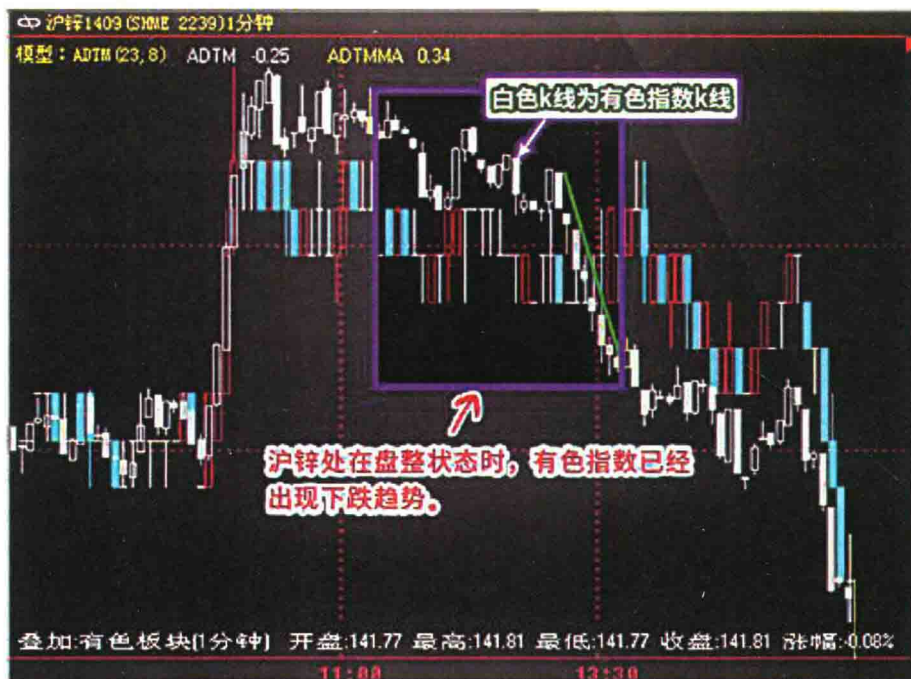 沪锌1409(SHME 2239)1分钟
模型：ADTM(23,8) ADTM -0.25 ADTMMA 0.34
白色k线为有色指数k线
沪锌处在盘整状态时，有色指数已经
出现下跌趋势。
叠加:有色板块(1分钟) 开盘:141.77 最高:141.81 最低:141.77 收盘:141.81 涨幅:-0.08%
11:00 13:30